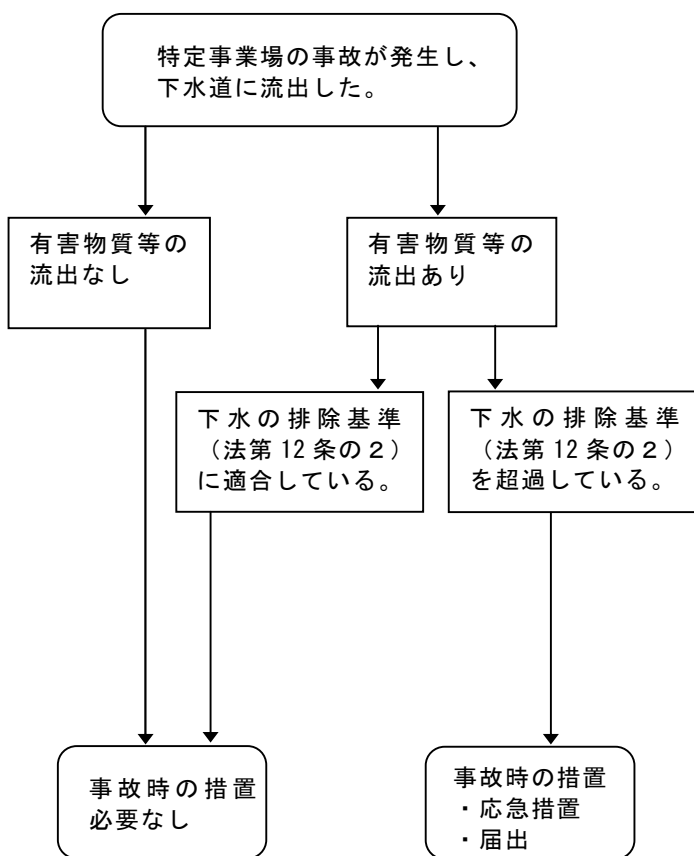 特定事業場の事故が発生し、
下水道に流出した。
有害物質等の
流出なし
有害物質等の
流出あり
下水の排除基準
（法第12条の２）
に適合している。
下水の排除基準
（法第12条の２）
を超過している。
事故時の措置
必要なし
事故時の措置
・応急措置
・届出